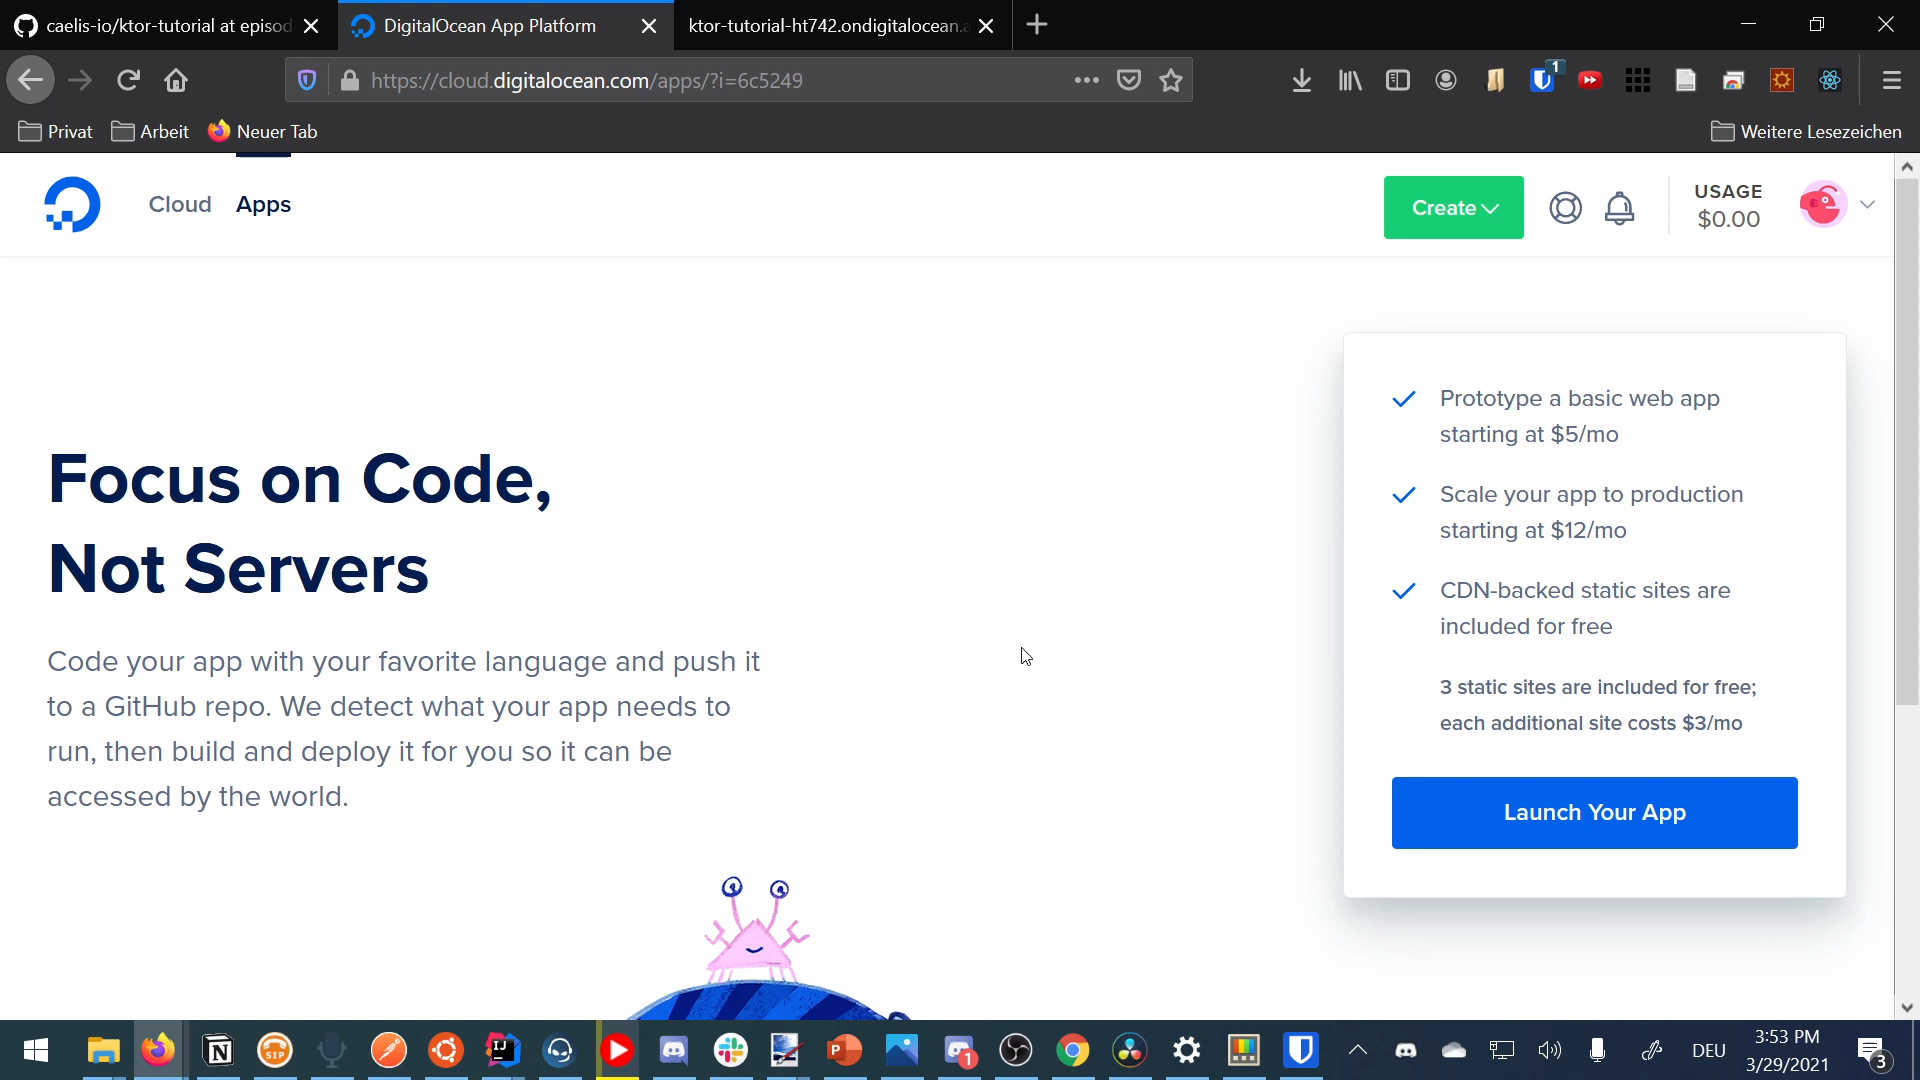 caelis-io/ktor-tutorial at episod
DigitalOcean App Platform
ktor-tutorial-ht742.ondigitalocean.a
https://cloud.digitalocean.com/apps/?i=6c5249
1
Privat
Arbeit
Neuer Tab
Weitere Lesezeichen
Cloud
Apps
Create
USAGE
$0.00
Focus on Code,
Not Servers
Code your app with your favorite language and push it
to a GitHub repo. We detect what your app needs to
run, then build and deploy it for you so it can be
accessed by the world.
Prototype a basic web app
starting at $5/mo
Scale your app to production
starting at $12/mo
CDN-backed static sites are
included for free
3 static sites are included for free;
each additional site costs $3/mo
Launch Your App
SIP
IJ
1
DEU
3:53 PM
3/29/2021
3